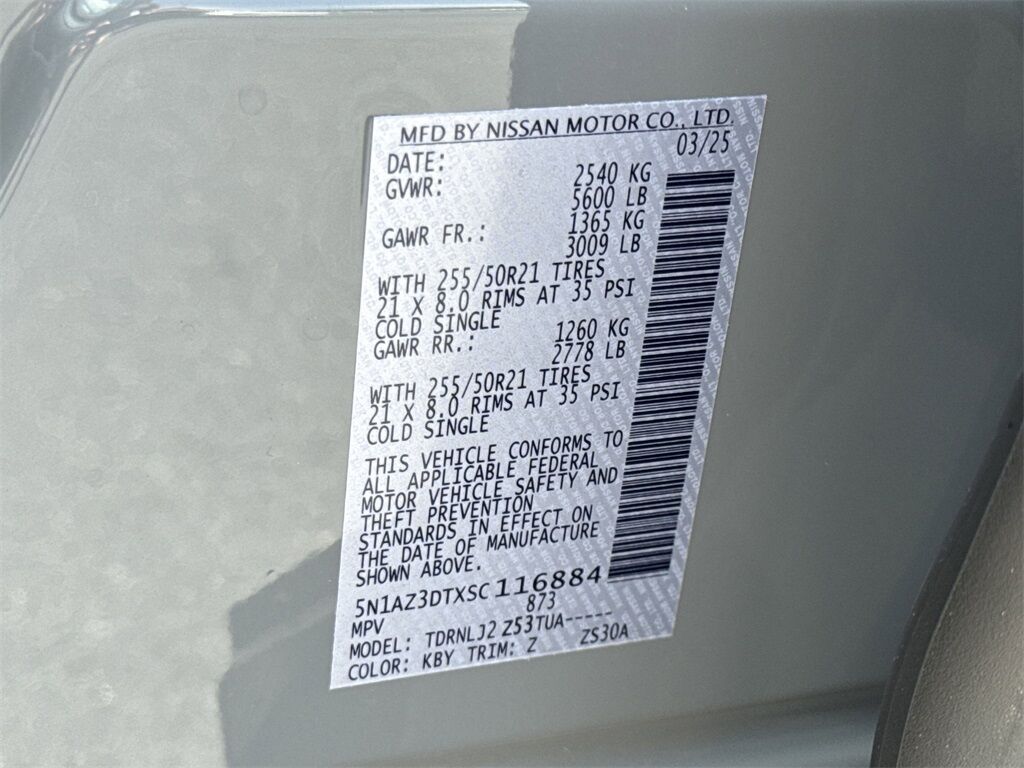 MFD BY NISSAN MOTOR CO., LTD.
DATE: 03/25
GVWR: 2540 KG
5600 LB
GAWR FR.: 1365 KG
3009 LB
WITH 255/50R21 TIRES
21 X 8.0 RIMS AT 35 PSI
COLD SINGLE
GAWR RR.: 1260 KG
2778 LB
WITH 255/50R21 TIRES
21 X 8.0 RIMS AT 35 PSI
COLD SINGLE
THIS VEHICLE CONFORMS TO
ALL APPLICABLE FEDERAL
MOTOR VEHICLE SAFETY AND
THEFT PREVENTION
STANDARDS IN EFFECT ON
THE DATE OF MANUFACTURE
SHOWN ABOVE.
5N1AZ3DTXSC116884
MPV 873
MODEL: TDRNLJ2 Z53TUA-----
COLOR: KBY TRIM: Z ZS30A